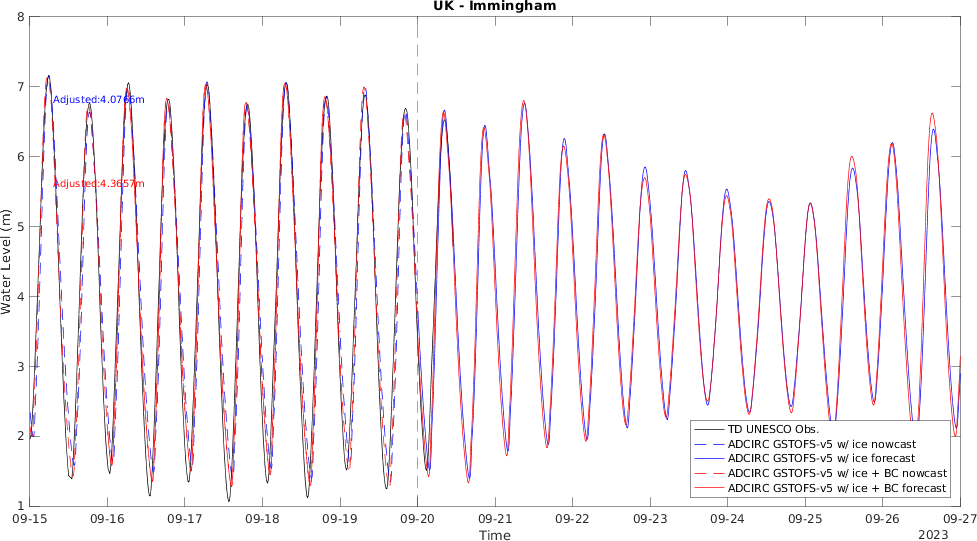 UK - Immingham
8
7
6
5
4
3
2
1
Water Level (m)
Adjusted:4.0766m
Adjusted:4.3657m
TD UNESCO Obs.
ADCIRC GSTOFS-v5 w/ ice nowcast
ADCIRC GSTOFS-v5 w/ ice forecast
ADCIRC GSTOFS-v5 w/ ice + BC nowcast
ADCIRC GSTOFS-v5 w/ ice + BC forecast
09-15 09-16 09-17 09-18 09-19 09-20 09-21 09-22 09-23 09-24 09-25 09-26 09-27
Time
2023